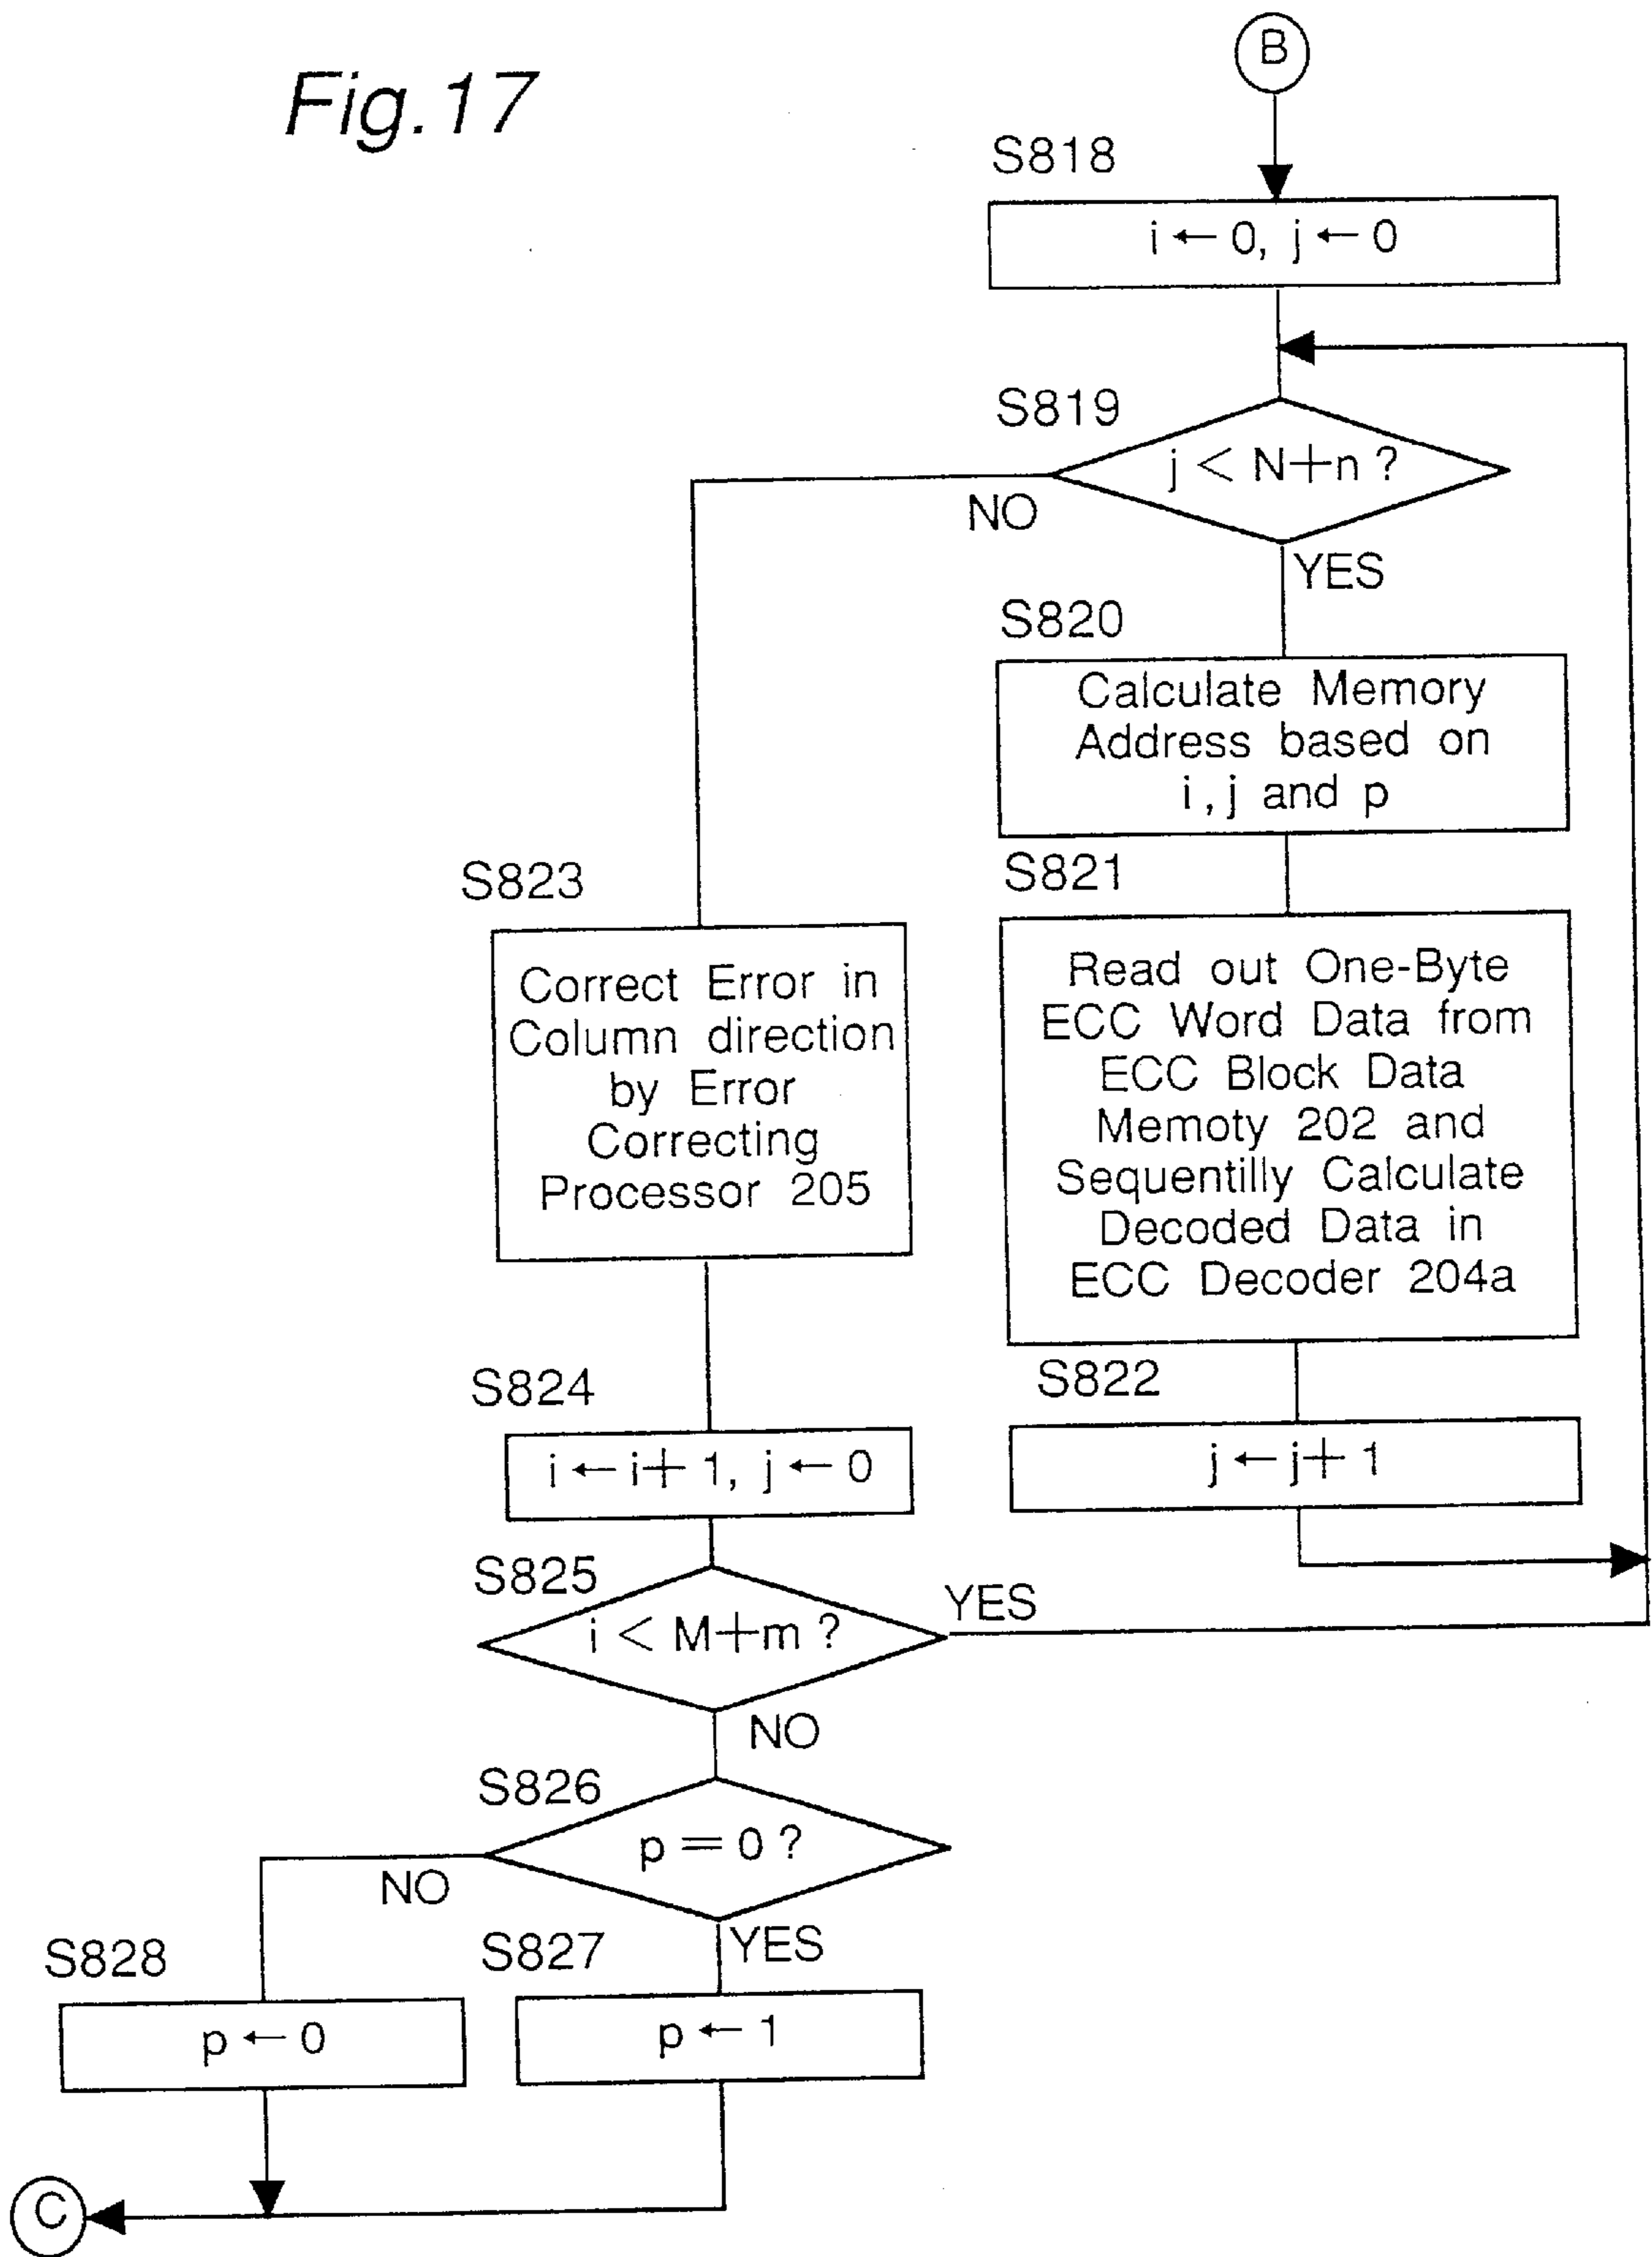 Fig.17
B
S818
i ← 0, j ← 0
S819
j < N+n ?
NO
YES
S820
Calculate Memory
Address based on
i, j and p
S821
Read out One-Byte
ECC Word Data from
ECC Block Data
Memoty 202 and
Sequentilly Calculate
Decoded Data in
ECC Decoder 204a
S822
j ← j+ 1
S823
Correct Error in
Column direction
by Error
Correcting
Processor 205
S824
i ← i+ 1, j ← 0
S825
i < M+m ?
YES
NO
S826
p = 0 ?
NO
YES
S828
p ← 0
S827
p ← 1
C